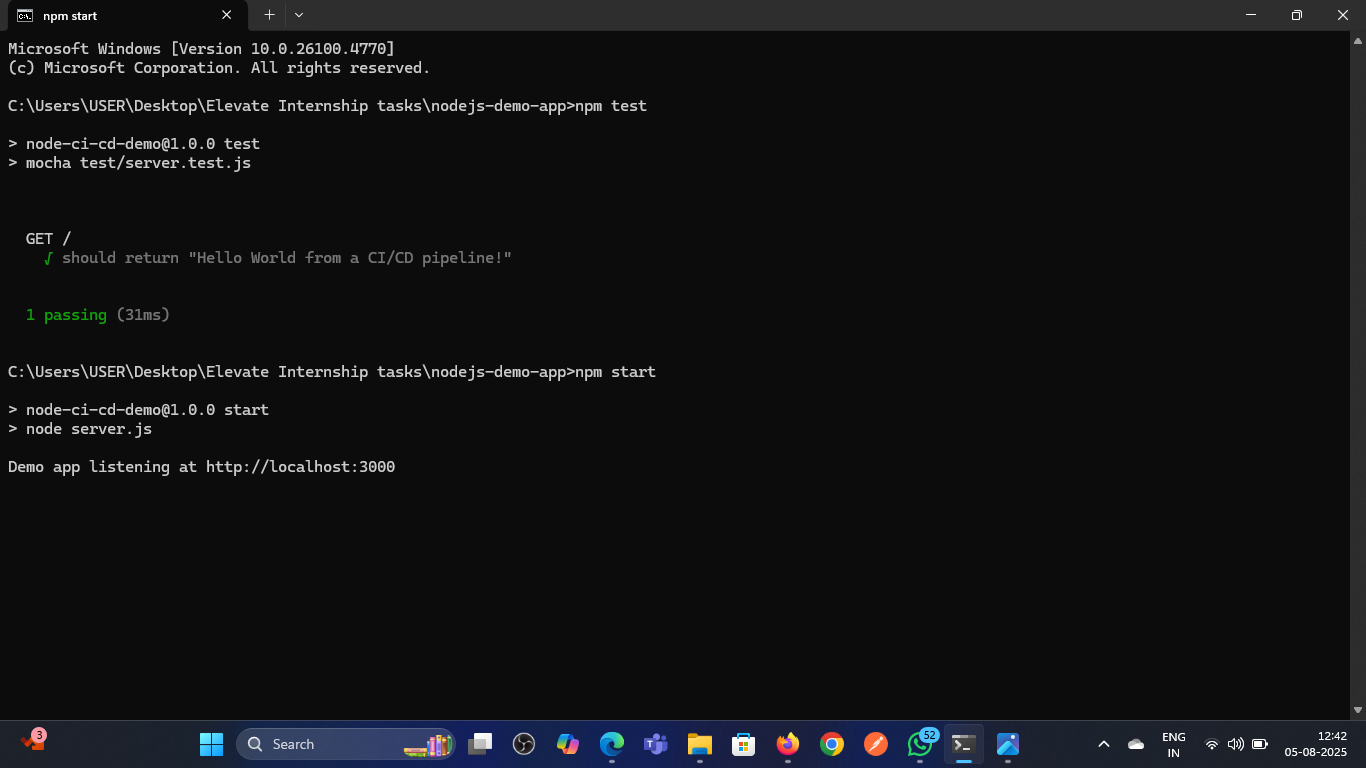 npm start
Microsoft Windows [Version 10.0.26100.4770]
(c) Microsoft Corporation. All rights reserved.
C:\Users\USER\Desktop\Elevate Internship tasks\nodejs-demo-app>npm test
> node-ci-cd-demo@1.0.0 test
> mocha test/server.test.js
GET /
√ should return "Hello World from a CI/CD pipeline!"
1 passing (31ms)
C:\Users\USER\Desktop\Elevate Internship tasks\nodejs-demo-app>npm start
> node-ci-cd-demo@1.0.0 start
> node server.js
Demo app listening at http://localhost:3000
3
Search
52
ENG
IN
12:42
05-08-2025